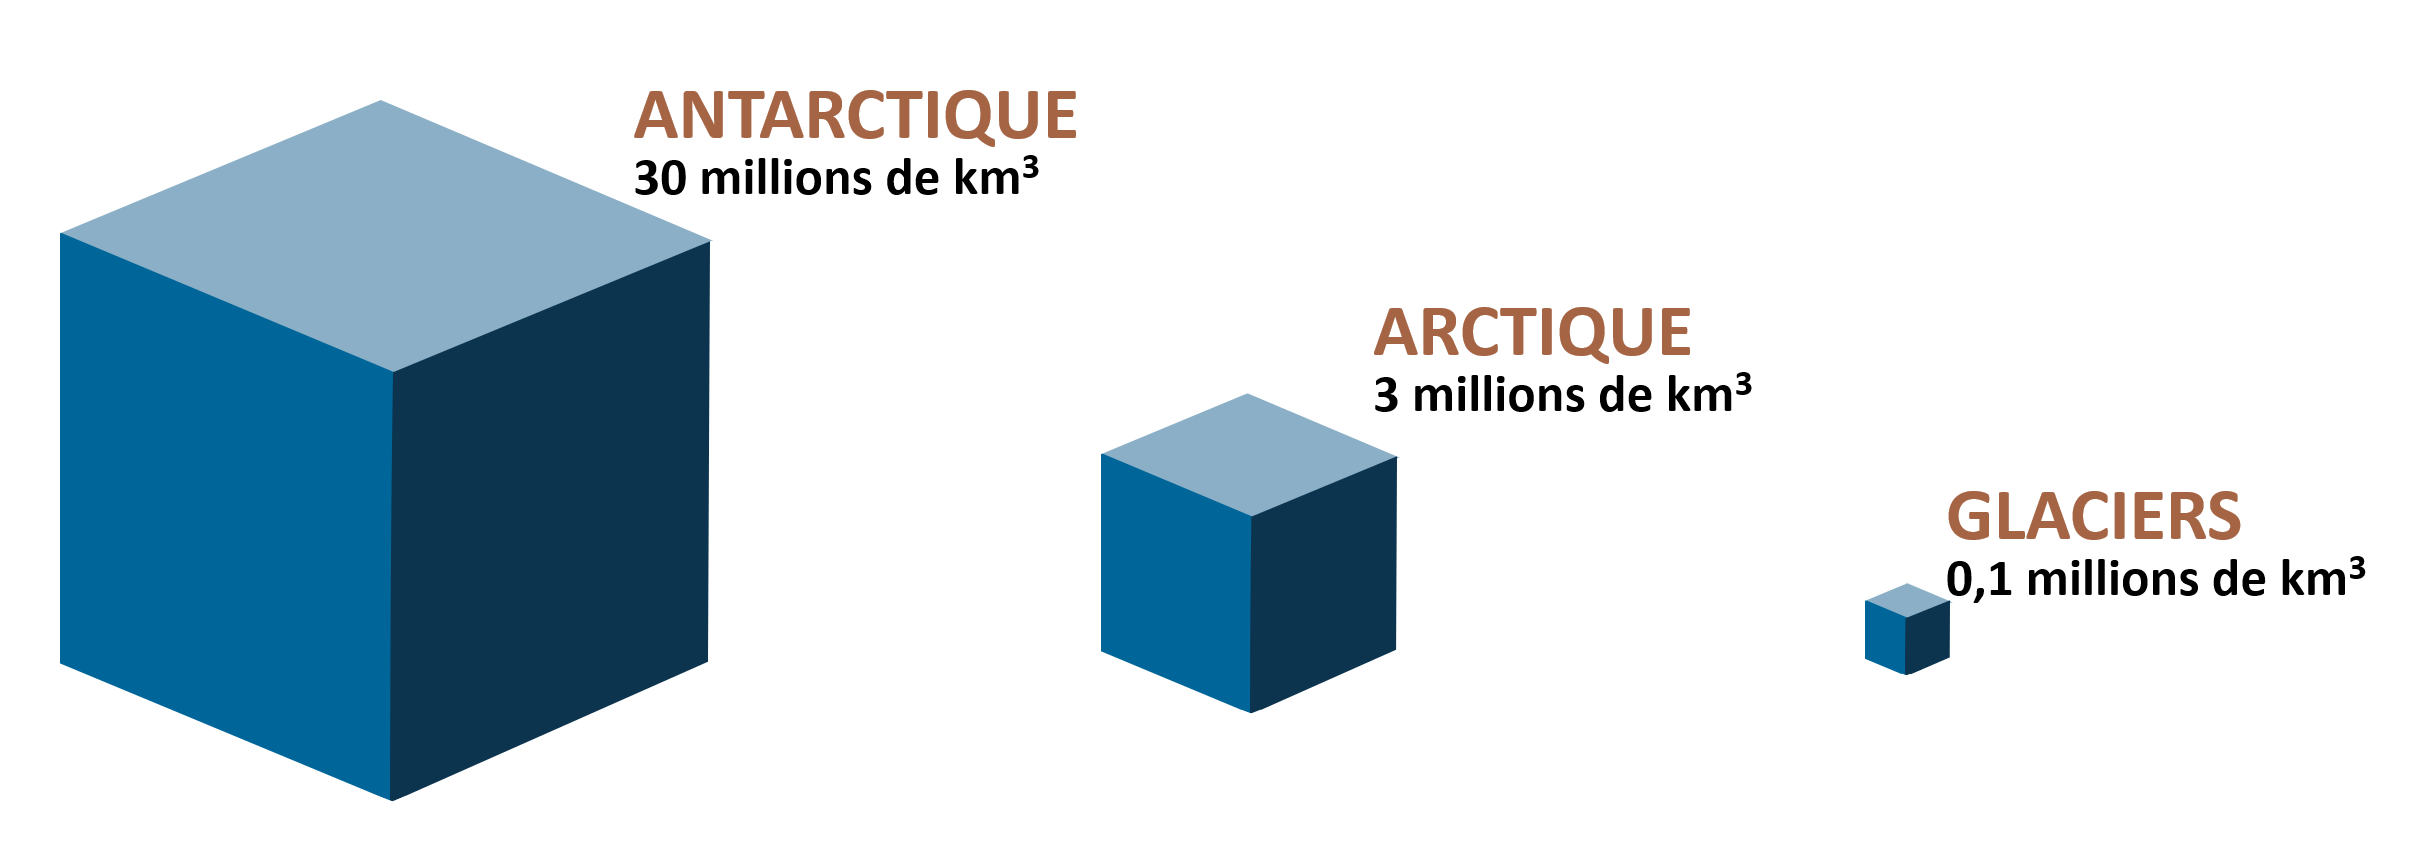 ANTARCTIQUE
30 millions de km³
ARCTIQUE
3 millions de km³
GLACIERS
0,1 millions de km³